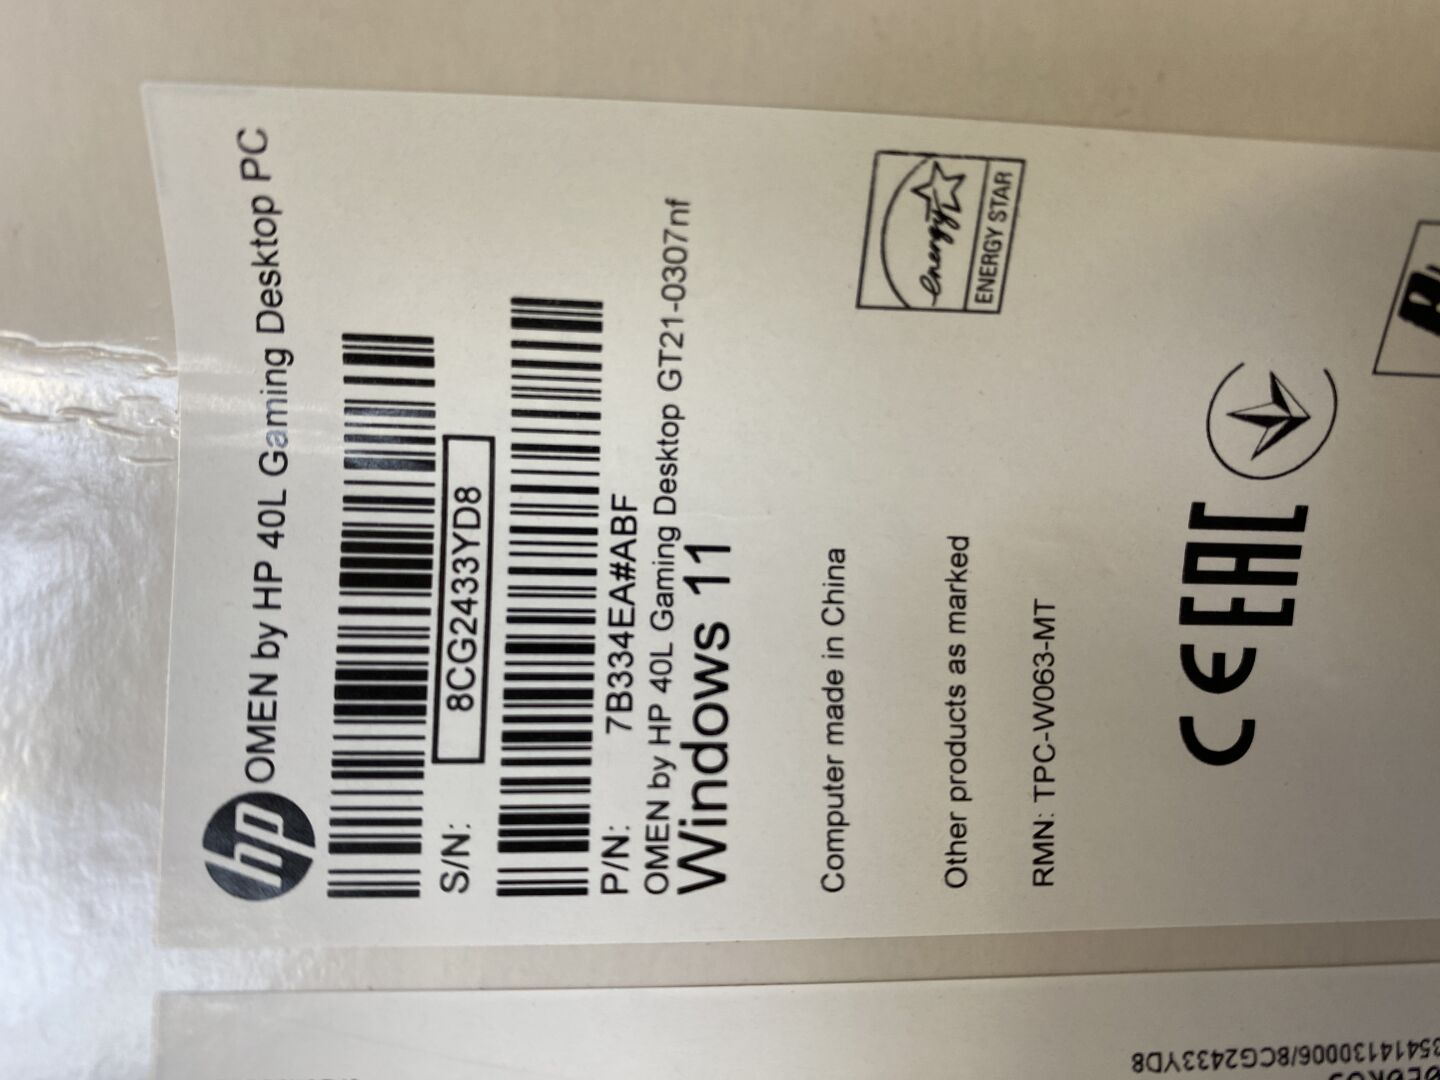 hp OMEN by HP 40L Gaming Desktop PC
S/N: 8CG2433YD8
P/N: 7B334EA#ABF
OMEN by HP 40L Gaming Desktop GT21-0307nf
Windows 11
Computer made in China
Other products as marked
RMN: TPC-W063-MT
energy
ENERGY STAR
CE EAC
35414130006/8CG2433YD8